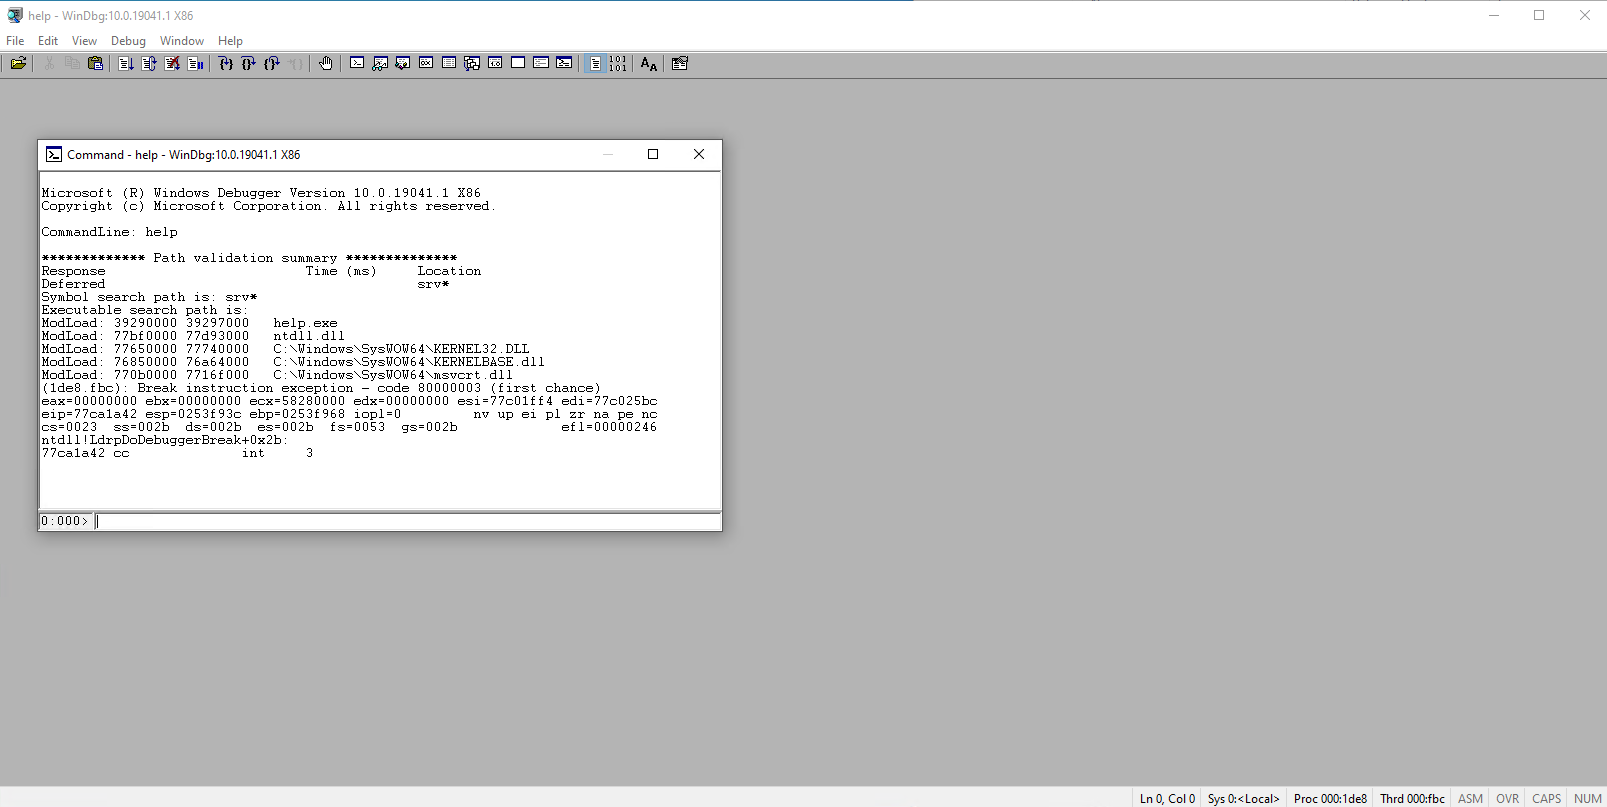 help - WinDbg:10.0.19041.1 X86
File Edit View Debug Window Help
Command - help - WinDbg:10.0.19041.1 X86
Microsoft (R) Windows Debugger Version 10.0.19041.1 X86
Copyright (c) Microsoft Corporation. All rights reserved.
CommandLine: help
************* Path validation summary **************
Response                         Time (ms)     Location
Deferred                                       srv*
Symbol search path is: srv*
Executable search path is:
ModLoad: 39290000 39297000   help.exe
ModLoad: 77bf0000 77d93000   ntdll.dll
ModLoad: 77650000 77740000   C:\Windows\SysWOW64\KERNEL32.DLL
ModLoad: 76850000 76a64000   C:\Windows\SysWOW64\KERNELBASE.dll
ModLoad: 770b0000 7716f000   C:\Windows\SysWOW64\msvcrt.dll
(1de8.fbc): Break instruction exception - code 80000003 (first chance)
eax=00000000 ebx=00000000 ecx=58280000 edx=00000000 esi=77c01ff4 edi=77c025bc
eip=77ca1a42 esp=0253f93c ebp=0253f968 iopl=0         nv up ei pl zr na pe nc
cs=0023  ss=002b  ds=002b  es=002b  fs=0053  gs=002b             efl=00000246
ntdll!LdrpDoDebuggerBreak+0x2b:
77ca1a42 cc              int     3
0:000>
Ln 0, Col 0 Sys 0:<Local> Proc 000:1de8 Thrd 000:fbc ASM OVR CAPS NUM